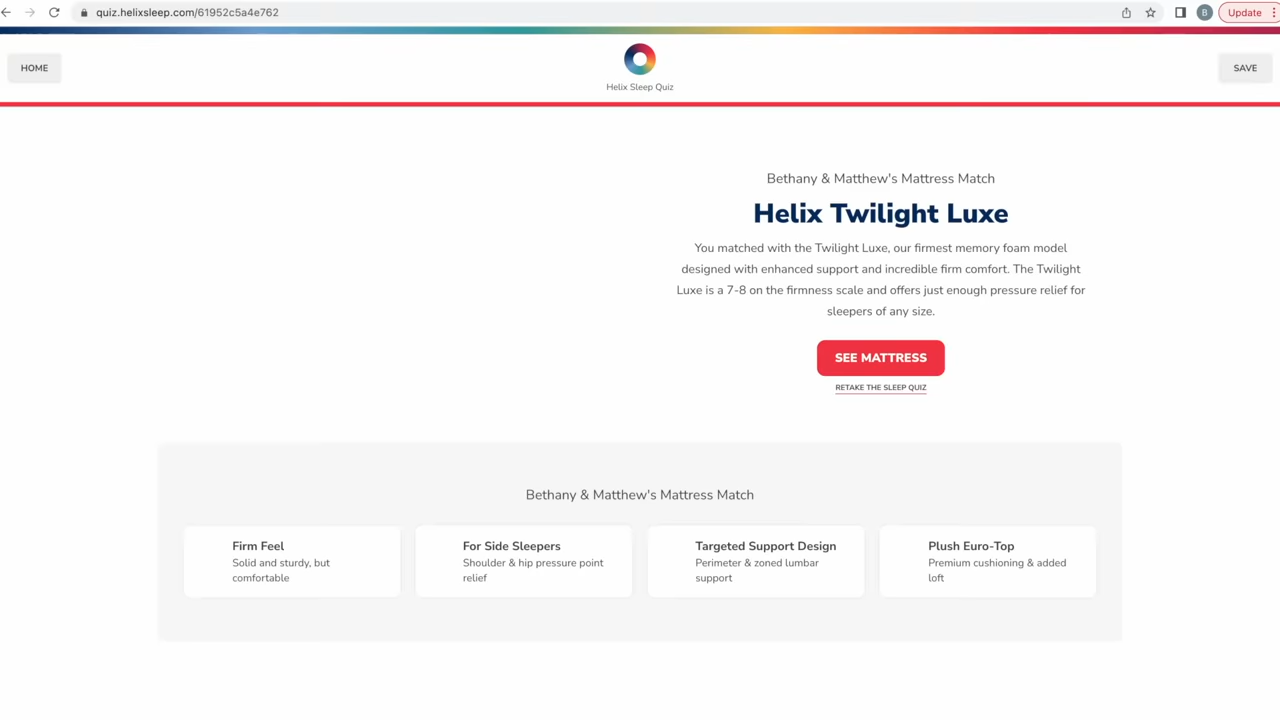 quiz.helixsleep.com/61952c5a4e762
B
Update
HOME
Helix Sleep Quiz
SAVE
Bethany & Matthew's Mattress Match
Helix Twilight Luxe
You matched with the Twilight Luxe, our firmest memory foam model
designed with enhanced support and incredible firm comfort. The Twilight
Luxe is a 7-8 on the firmness scale and offers just enough pressure relief for
sleepers of any size.
SEE MATTRESS
RETAKE THE SLEEP QUIZ
Bethany & Matthew's Mattress Match
Firm Feel
Solid and sturdy, but
comfortable
For Side Sleepers
Shoulder & hip pressure point
relief
Targeted Support Design
Perimeter & zoned lumbar
support
Plush Euro-Top
Premium cushioning & added
loft